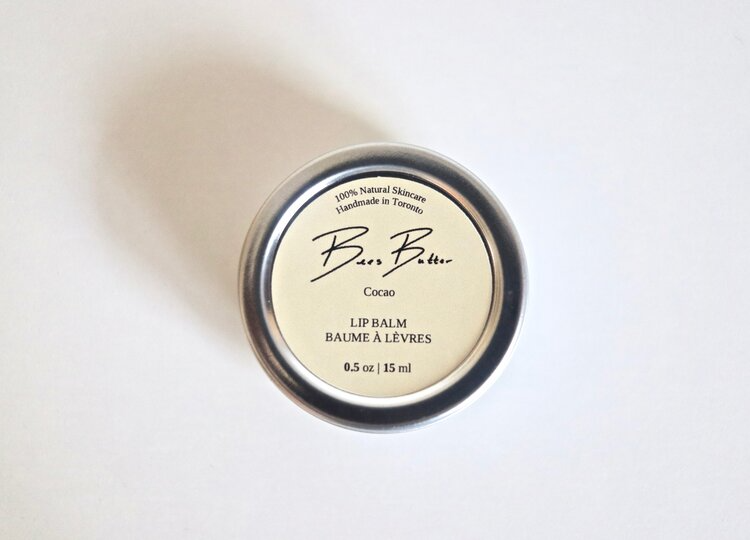 100% Natural Skincare
Handmade in Toronto
Bees Butter
Cocao
LIP BALM
BAUME À LÈVRES
0.5 oz | 15 ml